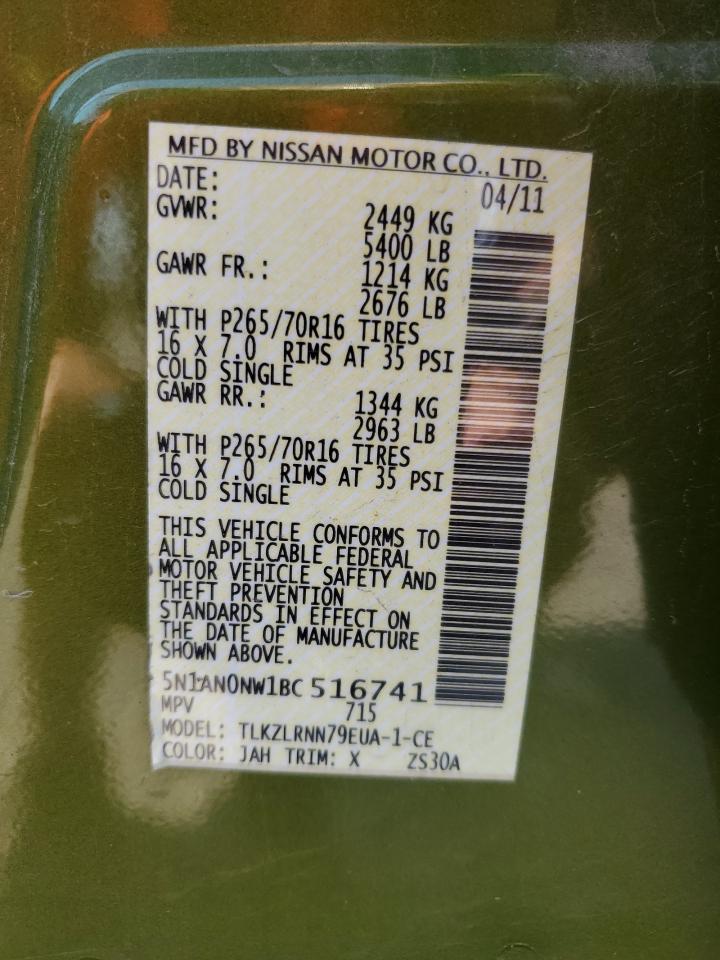 MFD BY NISSAN MOTOR CO., LTD.
DATE: 04/11
GVWR: 2449 KG
5400 LB
GAWR FR.: 1214 KG
2676 LB
WITH P265/70R16 TIRES
16 X 7.0 RIMS AT 35 PSI
COLD SINGLE
GAWR RR.: 1344 KG
2963 LB
WITH P265/70R16 TIRES
16 X 7.0 RIMS AT 35 PSI
COLD SINGLE
THIS VEHICLE CONFORMS TO
ALL APPLICABLE FEDERAL
MOTOR VEHICLE SAFETY AND
THEFT PREVENTION
STANDARDS IN EFFECT ON
THE DATE OF MANUFACTURE
SHOWN ABOVE.
5N1AN0NW1BC 516741
MPV 715
MODEL: TLKZLRNN79EUA-1-CE
COLOR: JAH TRIM: X ZS30A